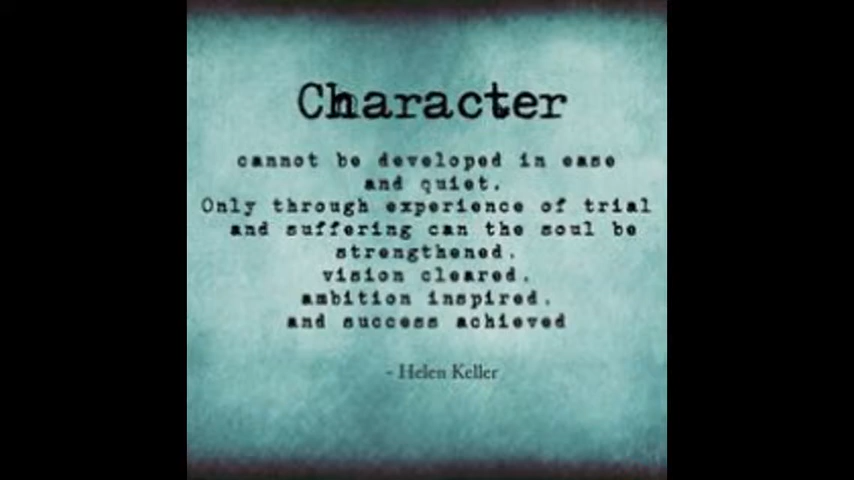 Character
cannot be developed in ease
and quiet.
Only through experience of trial
and suffering can the soul be
strengthened.
vision cleared.
ambition inspired.
and success achieved
- Helen Keller